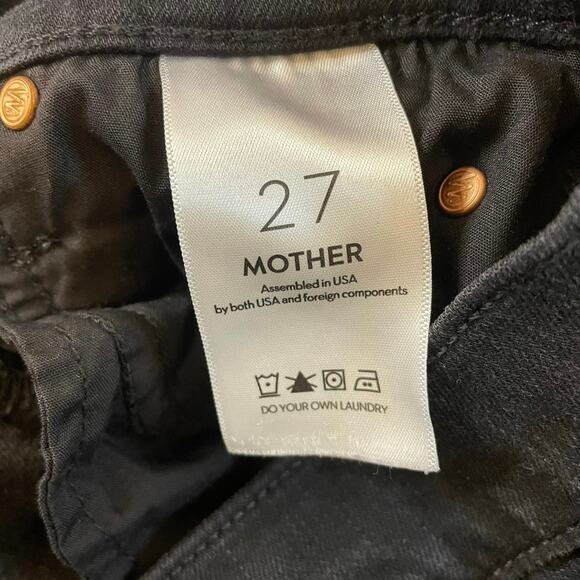 27
MOTHER
Assembled in USA
by both USA and foreign components
DO YOUR OWN LAUNDRY